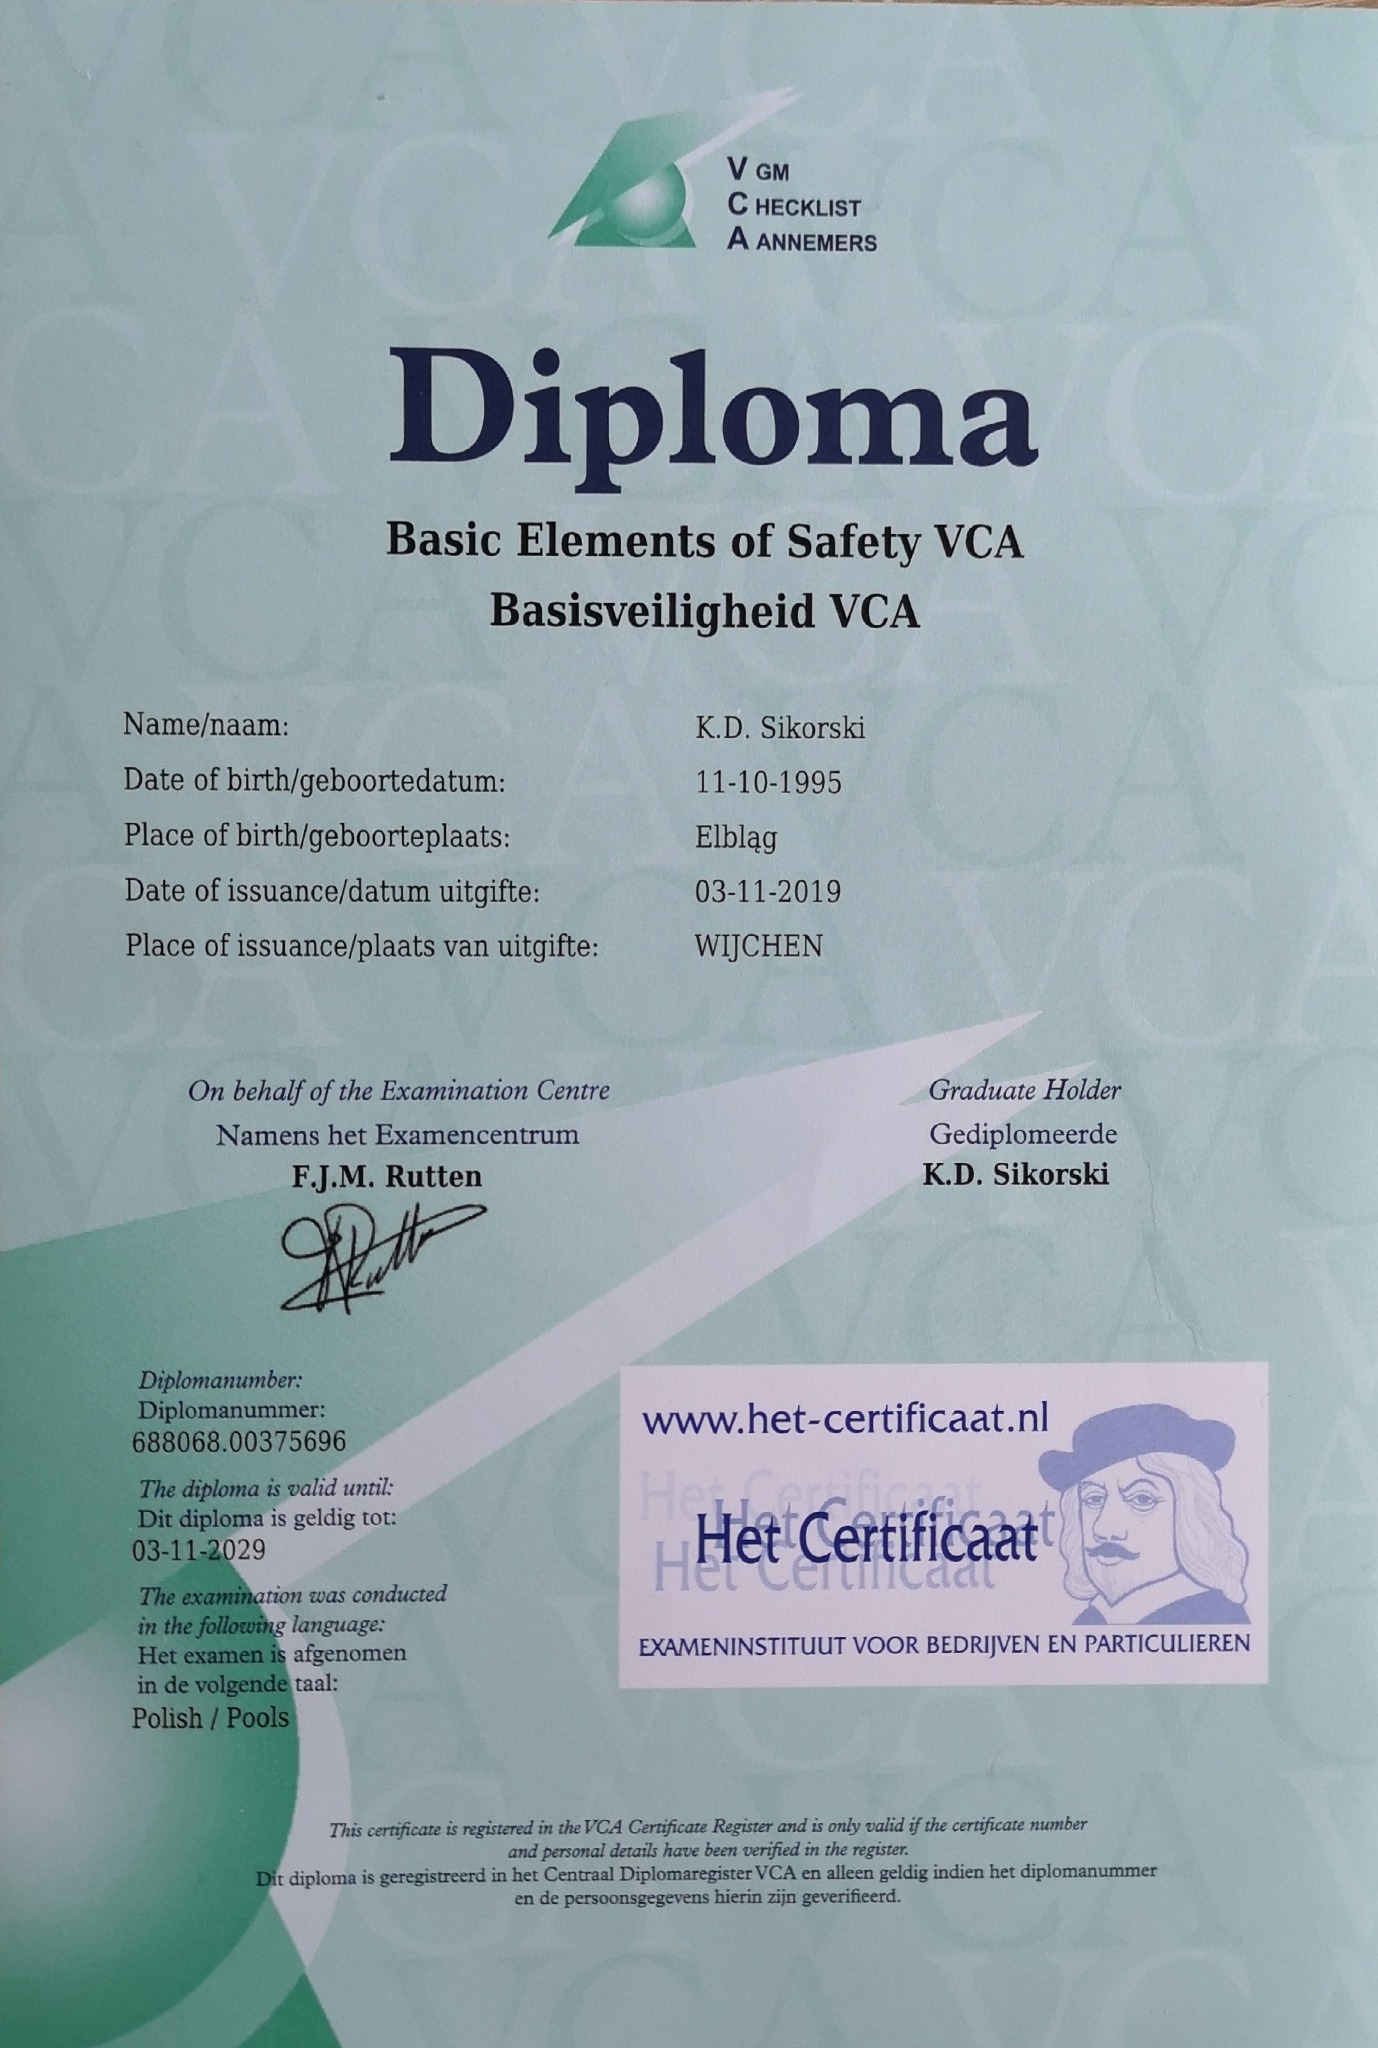 V GM
C HECKLIST
A ANNEMERS
Diploma
Basic Elements of Safety VCA
Basisveiligheid VCA
Name/naam: K.D. Sikorski
Date of birth/geboortedatum: 11-10-1995
Place of birth/geboorteplaats: Elbląg
Date of issuance/datum uitgifte: 03-11-2019
Place of issuance/plaats van uitgifte: WIJCHEN
On behalf of the Examination Centre
Namens het Examencentrum
F.J.M. Rutten
Graduate Holder
Gediplomeerde
K.D. Sikorski
Diplomanumber:
Diplomanummer:
688068.00375696
The diploma is valid until:
Dit diploma is geldig tot:
03-11-2029
The examination was conducted
in the following language:
Het examen is afgenomen
in de volgende taal:
Polish / Pools
www.het-certificaat.nl
Het Certificaat
Het Certificaat
Het Certificaat
Het Certificaat
EXAMENINSTITUUT VOOR BEDRIJVEN EN PARTICULIEREN
This certificate is registered in the VCA Certificate Register and is only valid if the certificate number
and personal details have been verified in the register.
Dit diploma is geregistreerd in het Centraal Diplomaregister VCA en alleen geldig indien het diplomanummer
en de persoonsgegevens hierin zijn geverifieerd.